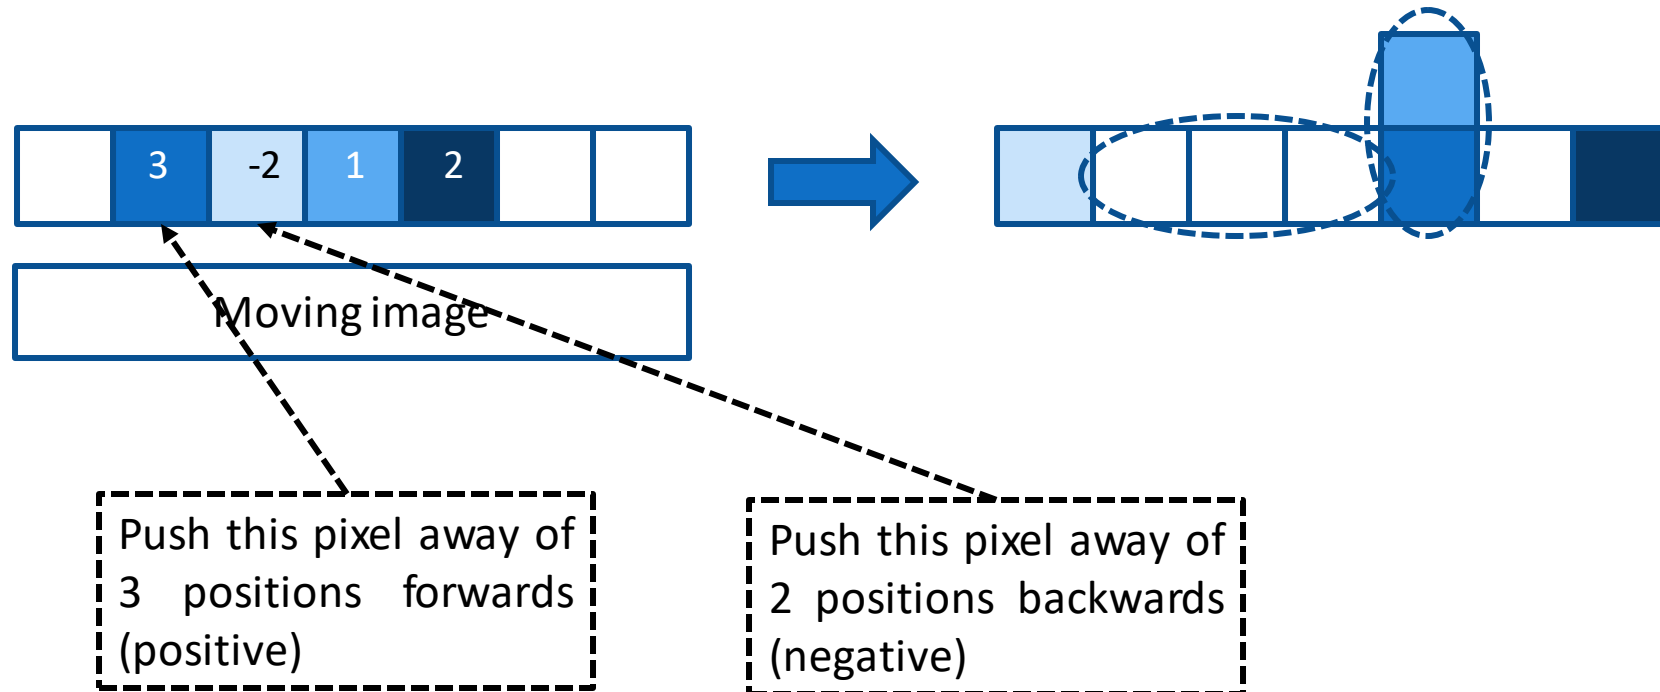 3 -2 1 2
Moving image
Push this pixel away of
3 positions forwards
(positive)
Push this pixel away of
2 positions backwards
(negative)